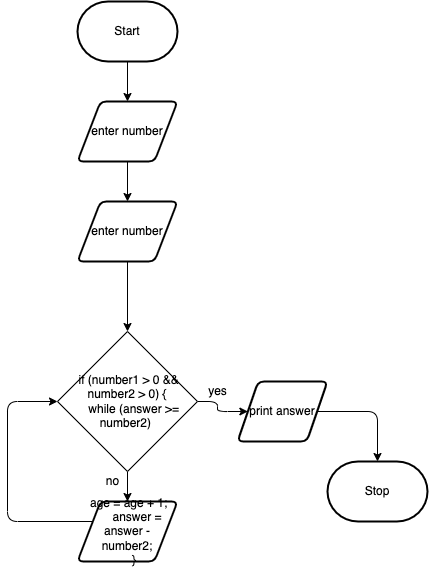 Start
enter number
enter number
if (number1 > 0 &&
number2 > 0) {
while (answer >=
number2)
yes
print answer
Stop
no
age = age + 1;
answer =
answer -
number2;
}